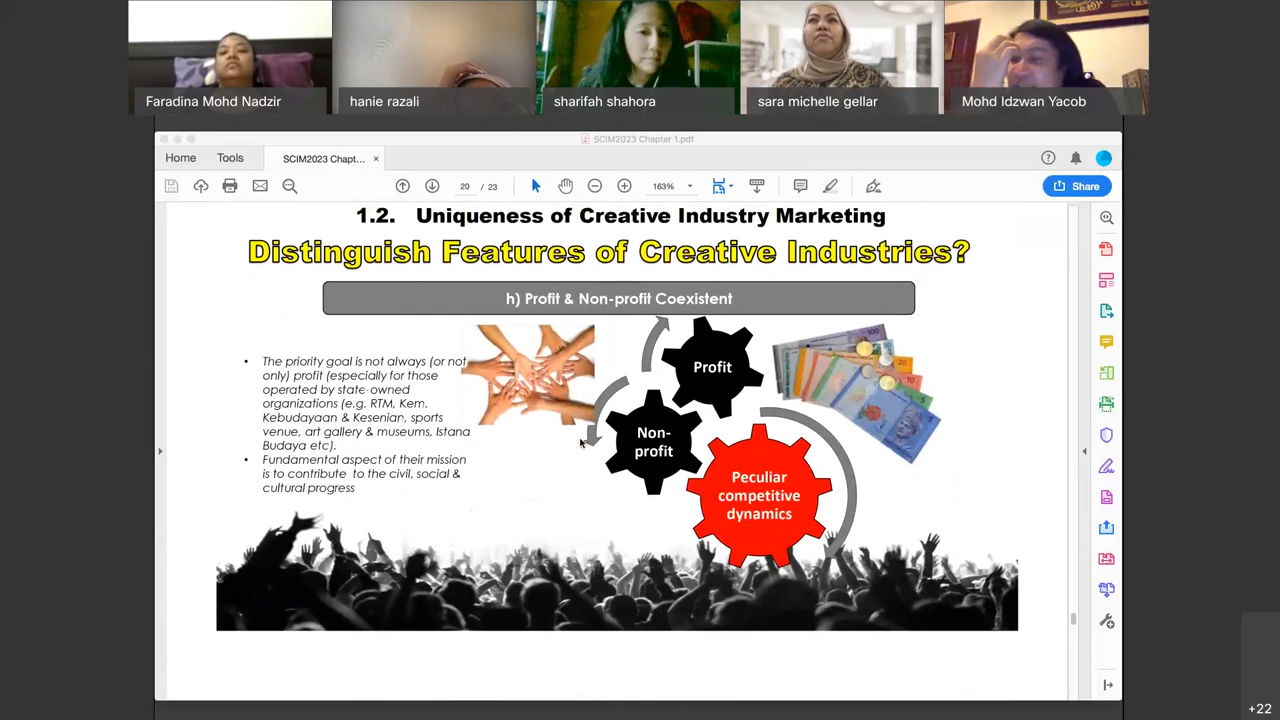 Faradina Mohd Nadzir
hanie razali
sharifah shahora
sara michelle gellar
Mohd Idzwan Yacob
SCIM2023 Chapter 1.pdf
Home
Tools
SCIM2023 Chapt...
20 / 23
163%
Share
1.2. Uniqueness of Creative Industry Marketing
Distinguish Features of Creative Industries?
h) Profit & Non-profit Coexistent
• The priority goal is not always (or not
only) profit (especially for those
operated by state-owned
organizations (e.g. RTM, Kem.
Kebudayaan & Kesenian, sports
venue, art gallery & museums, Istana
Budaya etc).
• Fundamental aspect of their mission
is to contribute to the civil, social &
cultural progress
Profit
Non-
profit
Peculiar
competitive
dynamics
100
10
5
+22